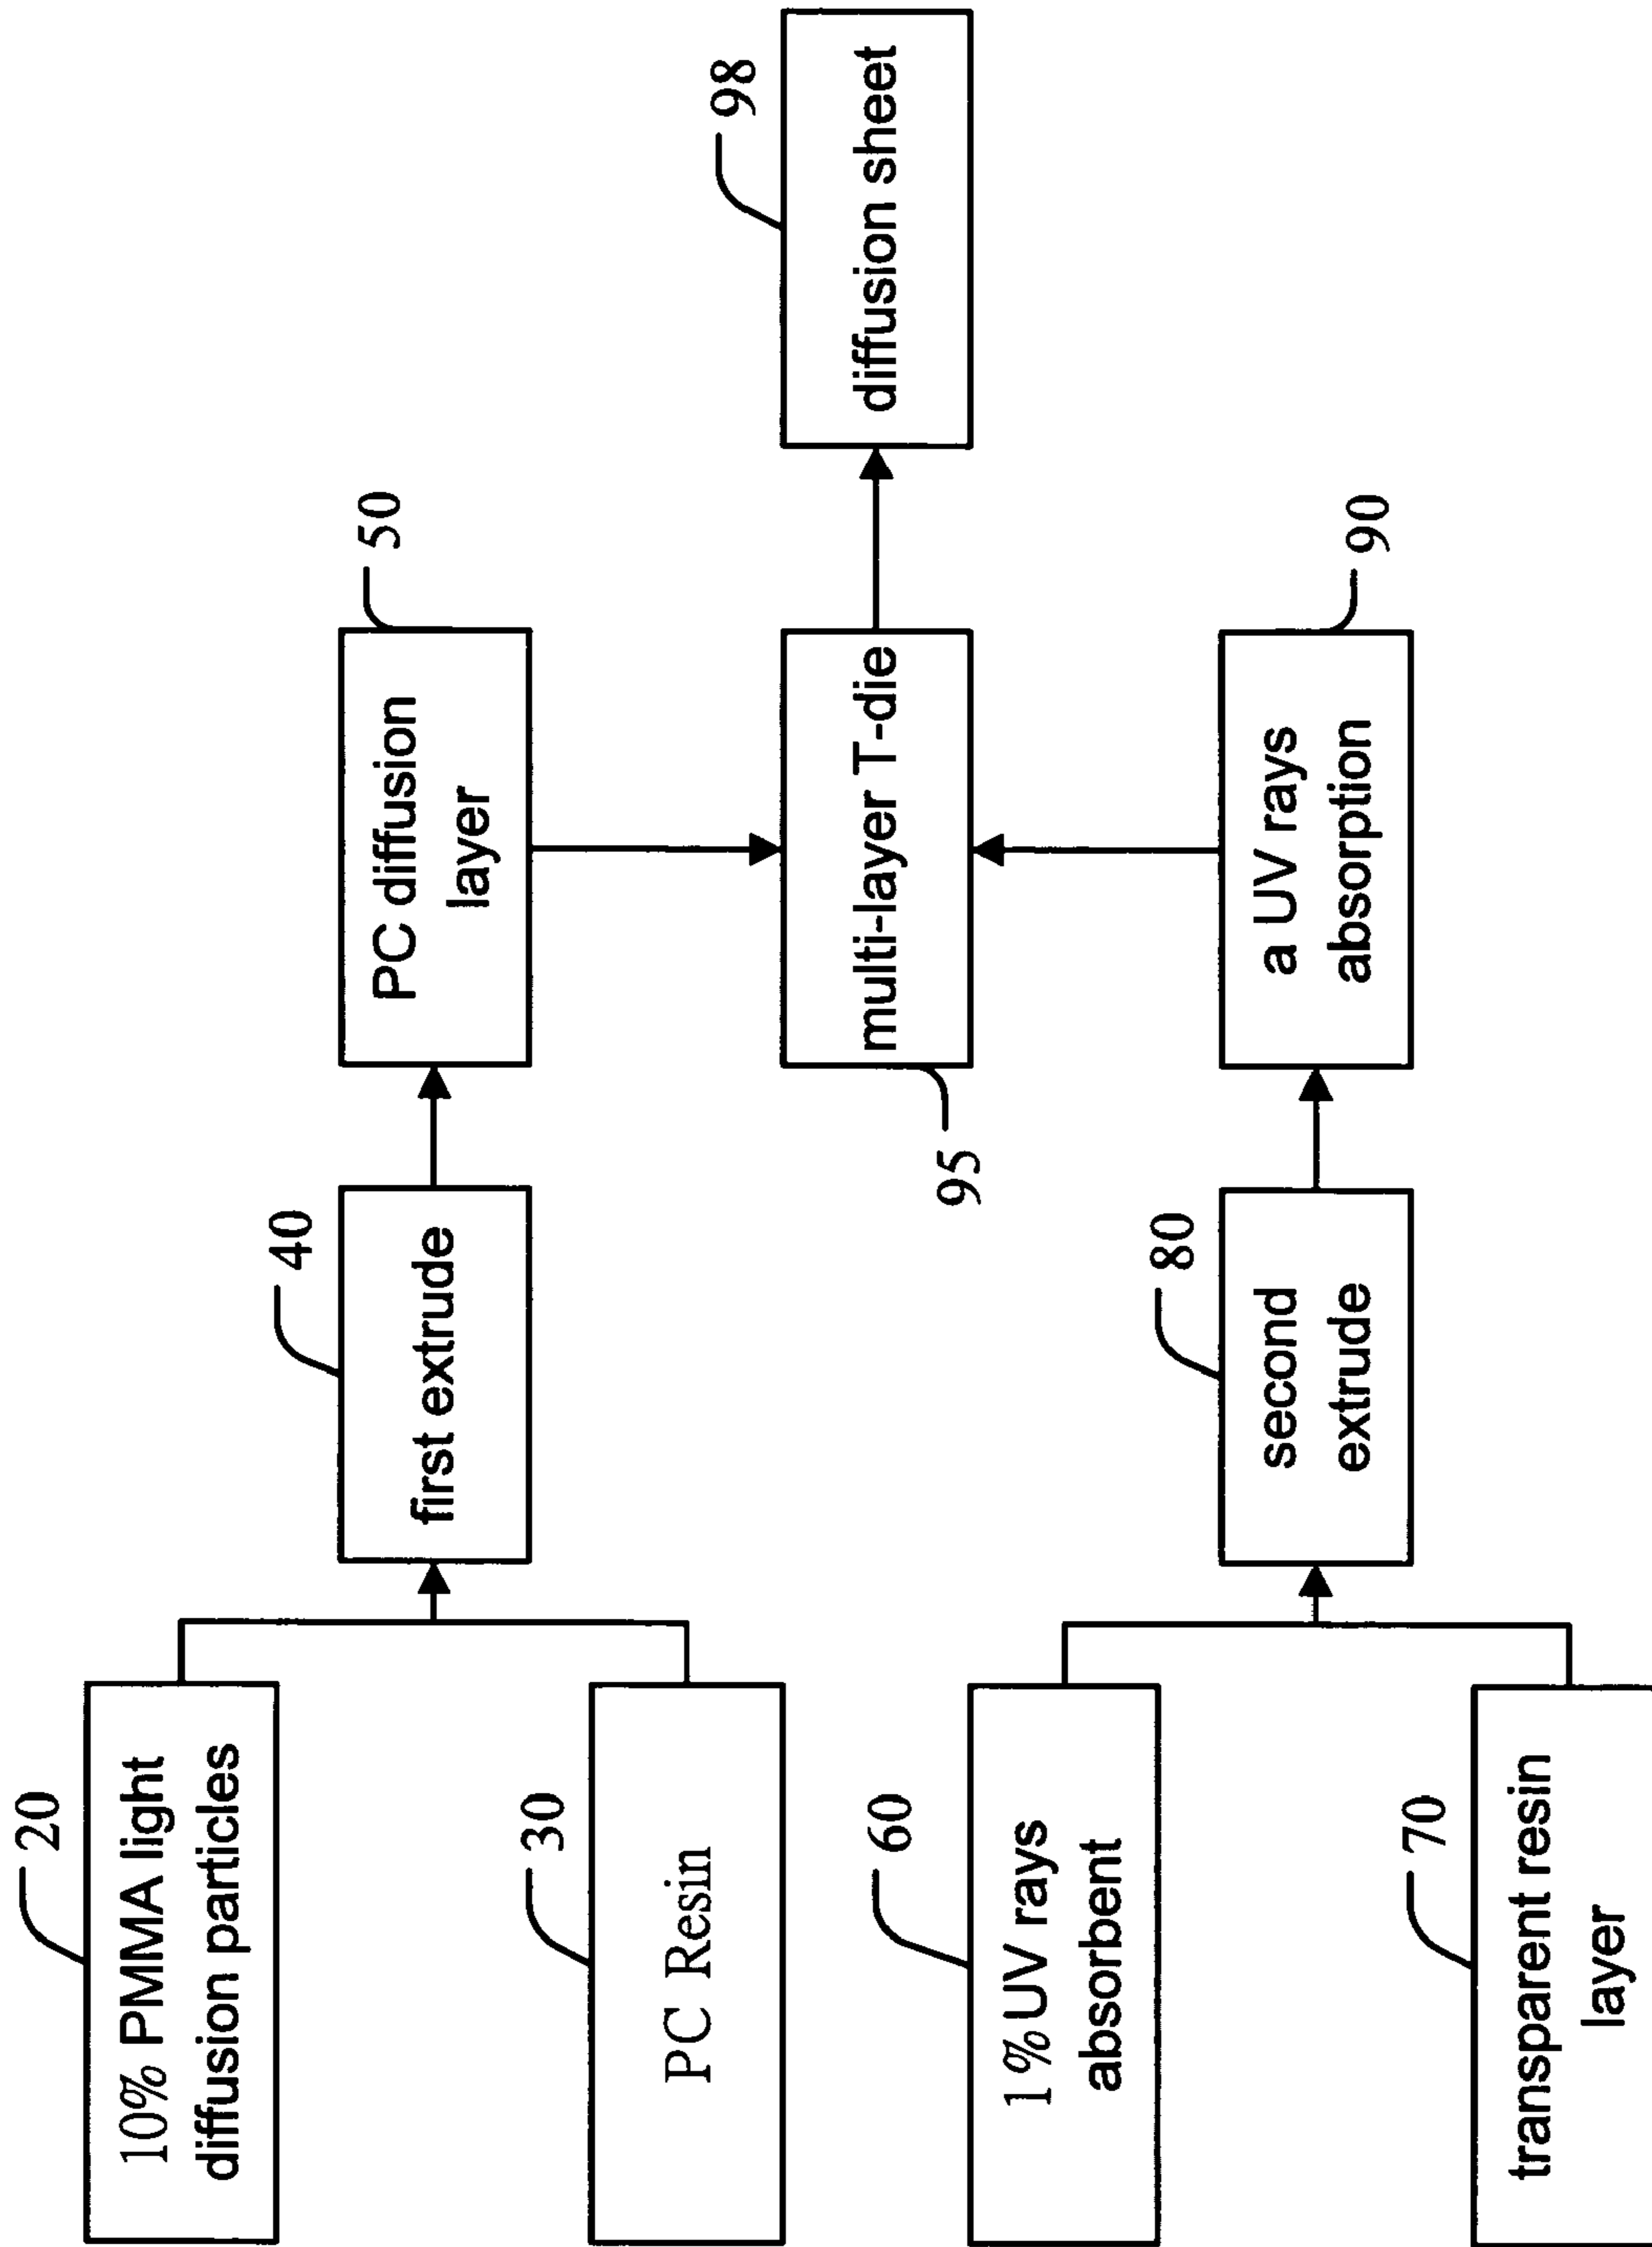 20
10% PMMA light
diffusion particles
30
PC Resin
40
first extrude
50
PC diffusion
layer
60
1% UV rays
absorbent
70
transparent resin
layer
80
second
extrude
90
a UV rays
absorption
95
multi-layer T-die
98
diffusion sheet